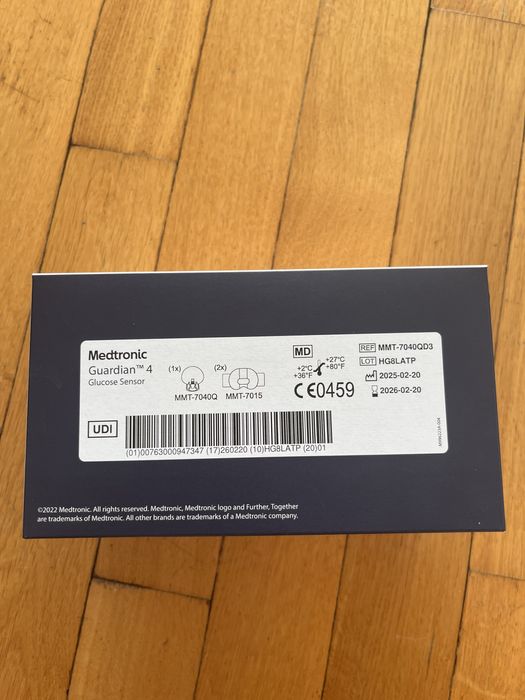 Medtronic
Guardian™ 4
Glucose Sensor
(1x)
MMT-7040Q
(2x)
MMT-7015
MD
+2°C
+36°F
+27°C
+80°F
CE0459
REF MMT-7040QD3
LOT HG8LATP
2025-02-20
2026-02-20
UDI
(01)00763000947347 (17)260220 (10)HG8LATP (20)01
©2022 Medtronic. All rights reserved. Medtronic, Medtronic logo and Further, Together
are trademarks of Medtronic. All other brands are trademarks of a Medtronic company.